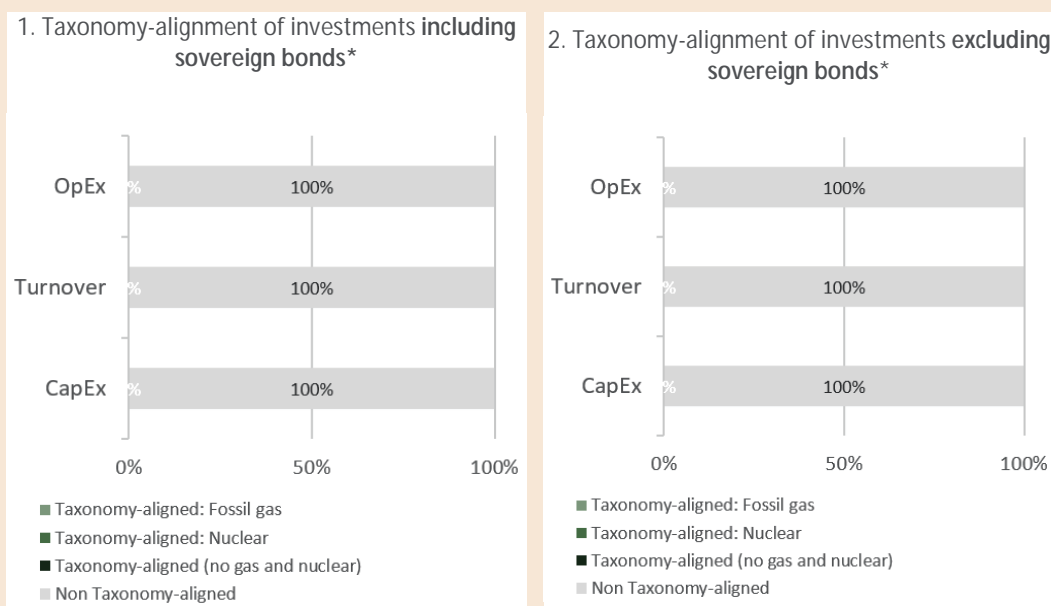 1. Taxonomy-alignment of investments including
sovereign bonds*
OpEx
%
100%
Turnover
%
100%
CapEx
%
100%
0%
50%
100%
Taxonomy-aligned: Fossil gas
Taxonomy-aligned: Nuclear
Taxonomy-aligned (no gas and nuclear)
Non Taxonomy-aligned
2. Taxonomy-alignment of investments excluding
sovereign bonds*
OpEx
%
100%
Turnover
%
100%
CapEx
%
100%
0%
50%
100%
Taxonomy-aligned: Fossil gas
Taxonomy-aligned: Nuclear
Taxonomy-aligned (no gas and nuclear)
Non Taxonomy-aligned